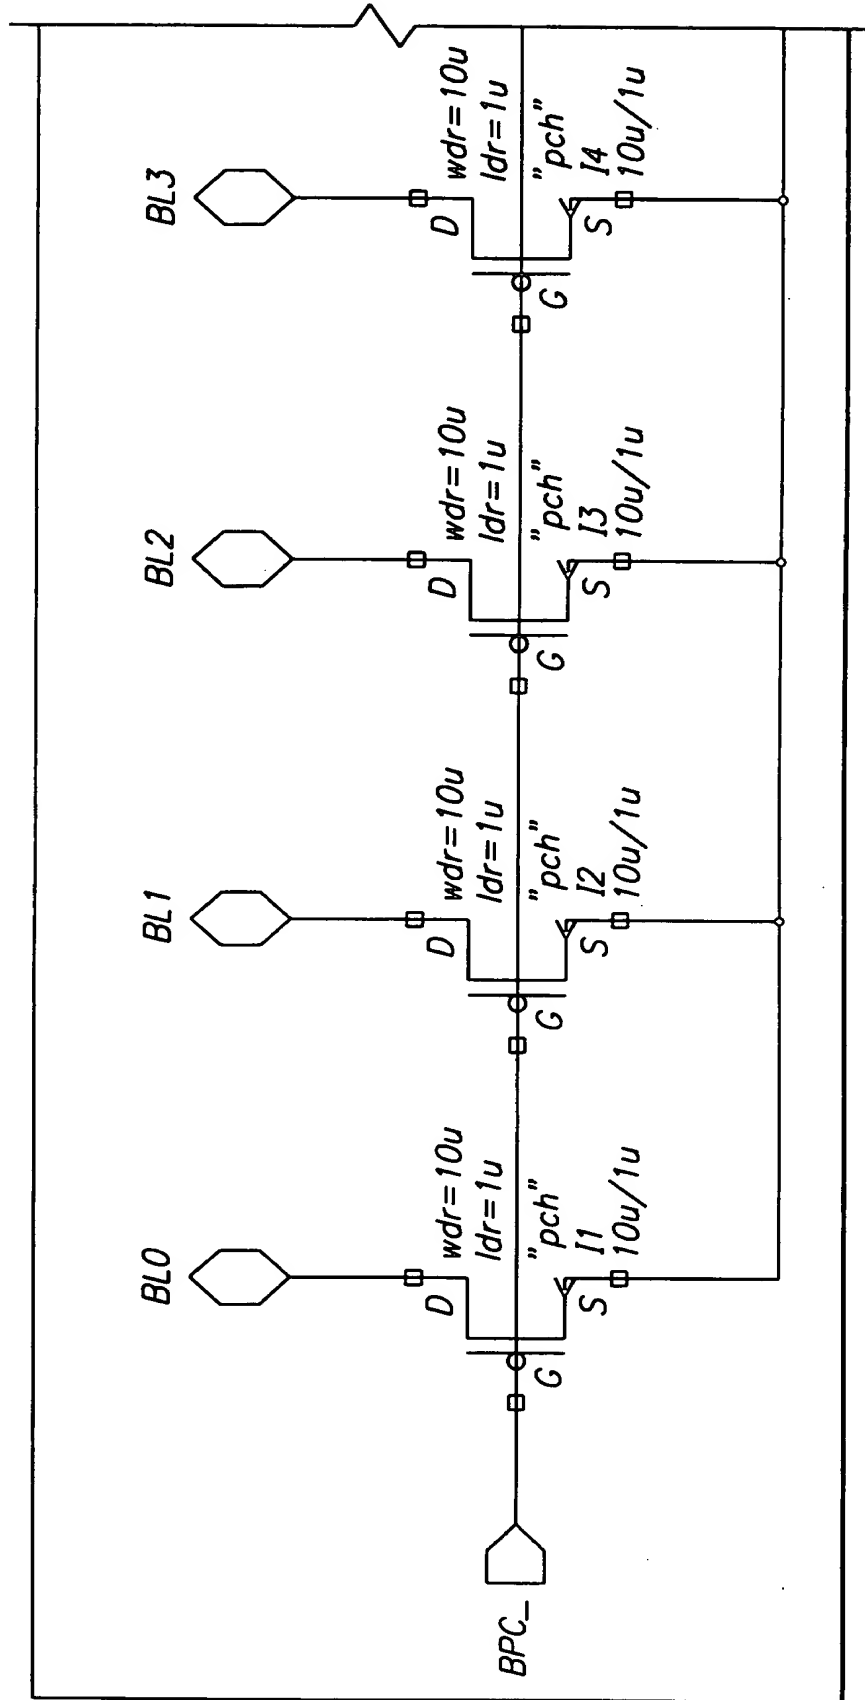 BL0
BL1
BL2
BL3
D
wdr=10u
ldr=1u
"pch"
I1
10u/1u
G
S
D
wdr=10u
ldr=1u
"pch"
I2
10u/1u
G
S
D
wdr=10u
ldr=1u
"pch"
I3
10u/1u
G
S
D
wdr=10u
ldr=1u
"pch"
I4
10u/1u
G
S
BPC_